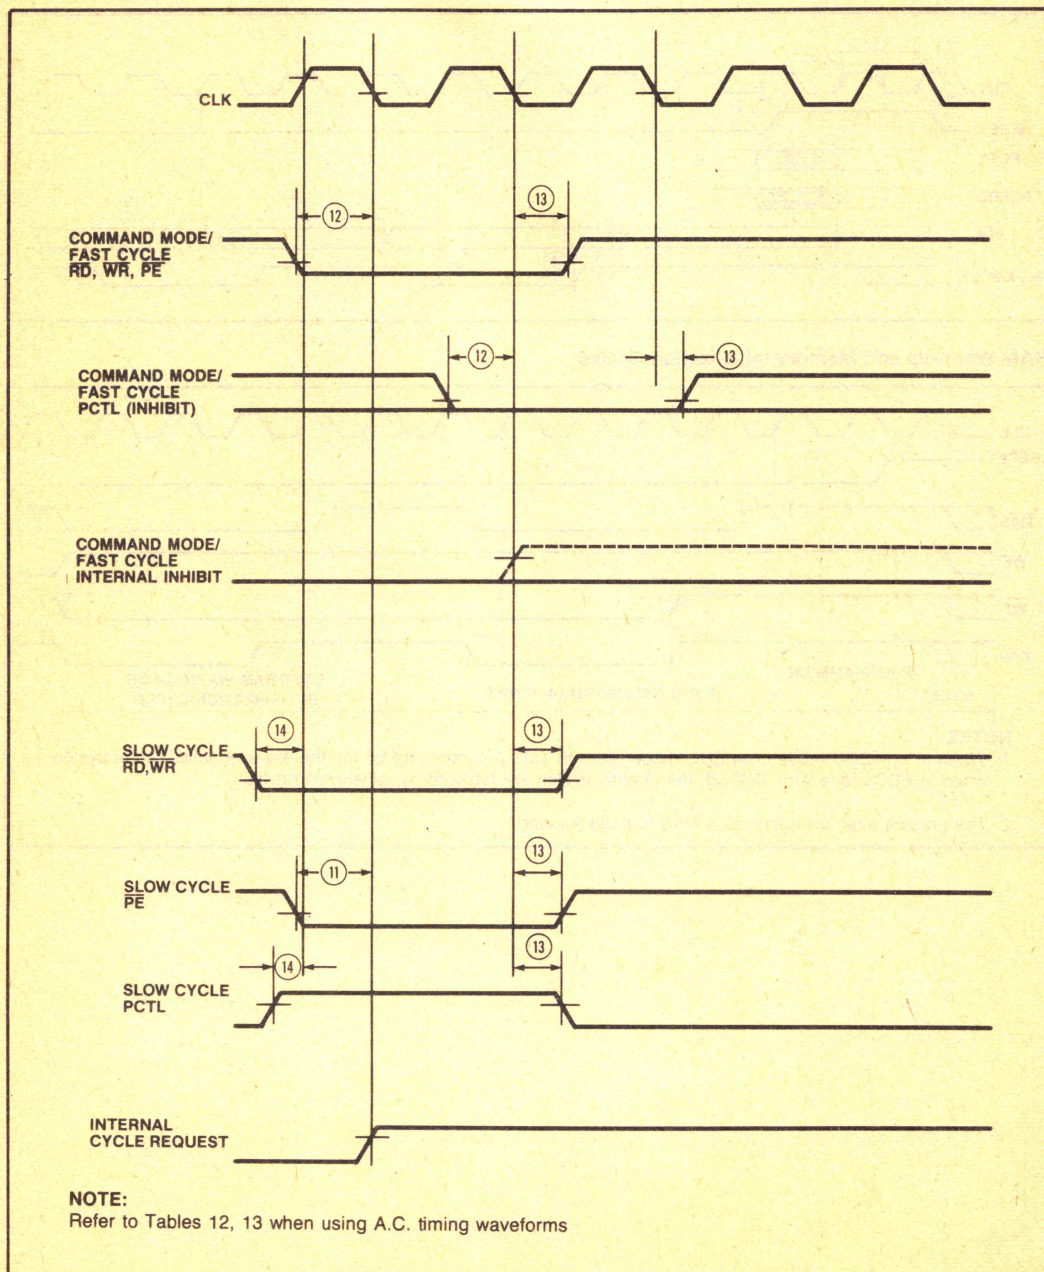 CLK
12
13
COMMAND MODE/
FAST CYCLE
RD, WR, PE
12
13
COMMAND MODE/
FAST CYCLE
PCTL (INHIBIT)
COMMAND MODE/
FAST CYCLE
INTERNAL INHIBIT
14
13
SLOW CYCLE
RD,WR
11
13
SLOW CYCLE
PE
14
13
SLOW CYCLE
PCTL
INTERNAL
CYCLE REQUEST
NOTE:
Refer to Tables 12, 13 when using A.C. timing waveforms